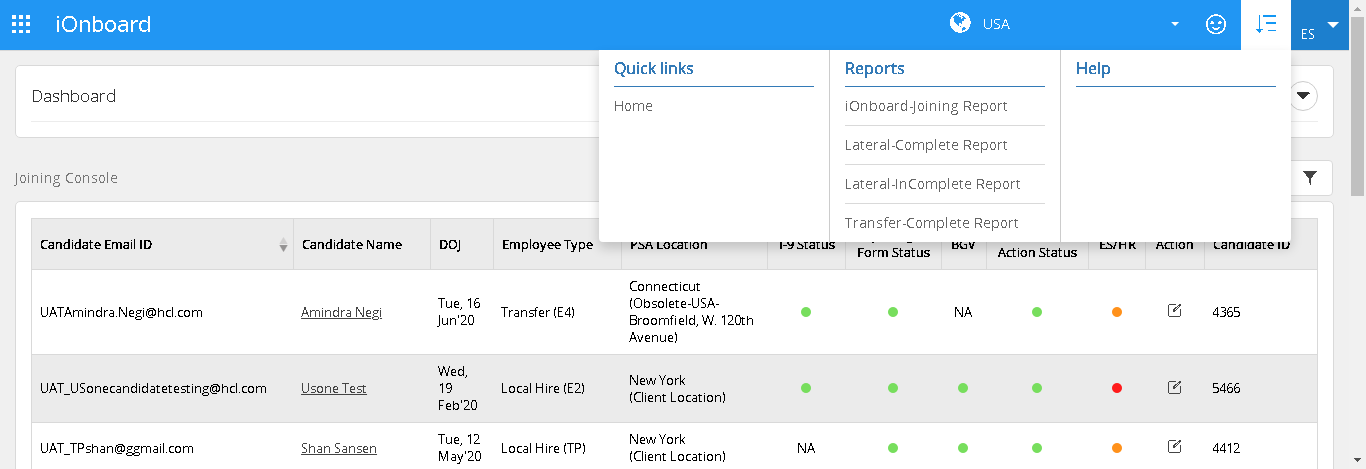 iOnboard
USA
ES
Quick links
Reports
Help
Home
iOnboard-Joining Report
Lateral-Complete Report
Lateral-InComplete Report
Transfer-Complete Report
Dashboard
Joining Console
Candidate Email ID
Candidate Name
DOJ
Employee Type
PSA Location
I-9 Status
Form Status
BGV
Action Status
ES/HR
Action
Candidate ID
UATAmindra.Negi@hcl.com
Amindra Negi
Tue, 16
Jun'20
Transfer (E4)
Connecticut
(Obsolete-USA-
Broomfield, W. 120th
Avenue)
NA
4365
UAT_USonecandidatetesting@hcl.com
Usone Test
Wed,
19
Feb'20
Local Hire (E2)
New York
(Client Location)
5466
UAT_TPshan@ggmail.com
Shan Sansen
Tue, 12
May'20
Local Hire (TP)
New York
(Client Location)
NA
4412